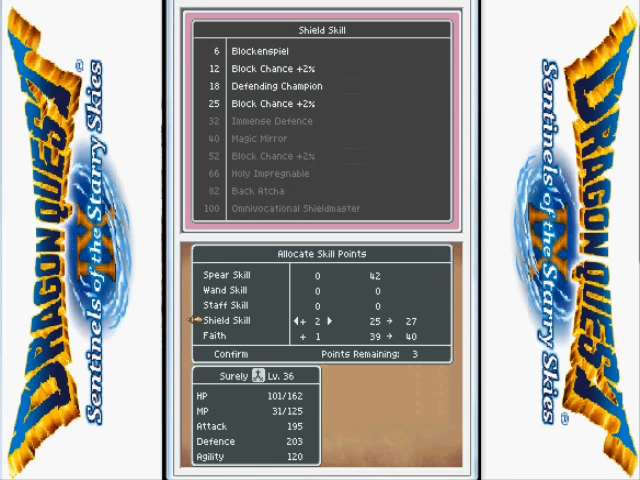 Shield Skill
6 Blockenspiel
12 Block Chance +2%
18 Defending Champion
25 Block Chance +2%
32 Immense Defence
40 Magic Mirror
52 Block Chance +2%
66 Holy Impregnable
82 Back Atcha
100 Omnivocational Shieldmaster
Allocate Skill Points
Spear Skill 0 42
Wand Skill 0 0
Staff Skill 0 0
Shield Skill + 2 25 → 27
Faith + 1 39 → 40
Confirm Points Remaining: 3
Surely Lv. 36
HP 101/162
MP 31/125
Attack 195
Defence 203
Agility 120
DRAGON QUEST IX
Sentinels of the Starry Skies
DRAGON QUEST IX
Sentinels of the Starry Skies